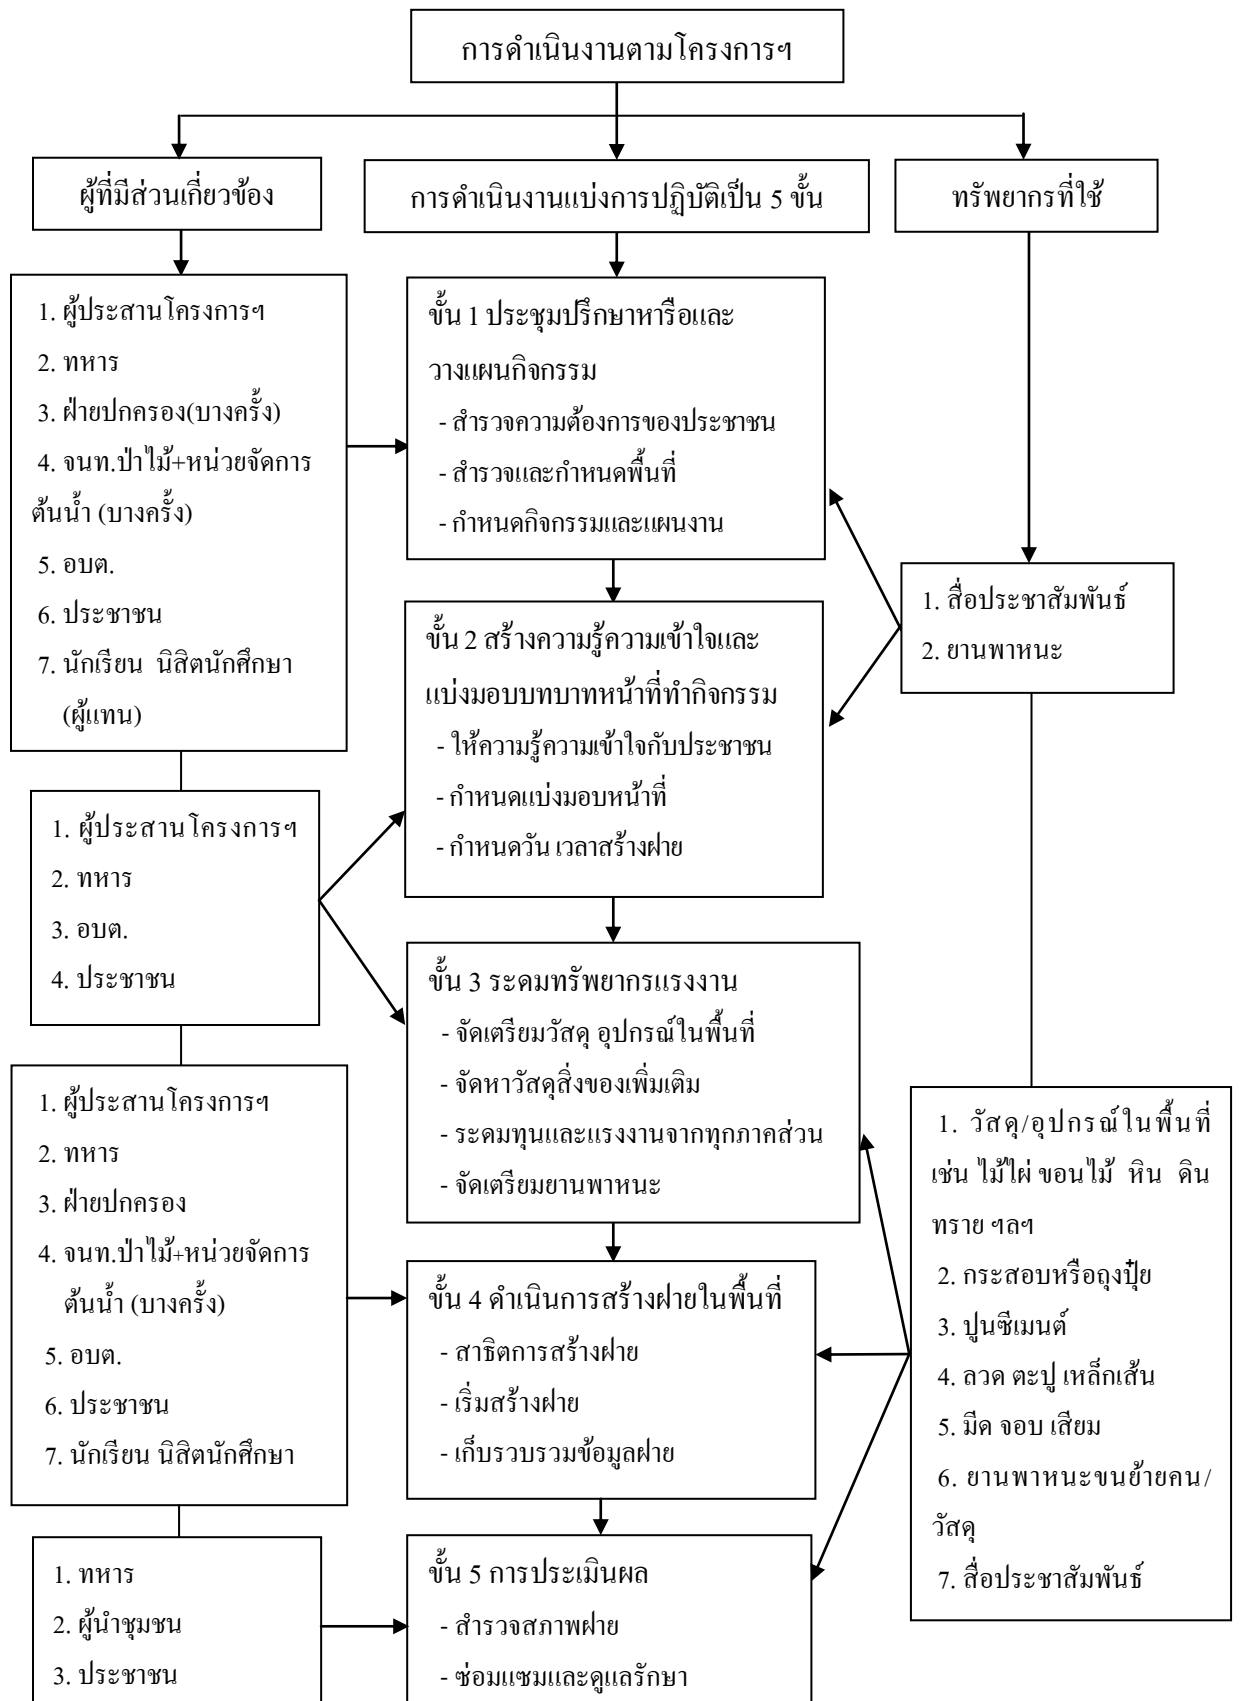 การดำเนินงานตามโครงการฯ
ผู้ที่มีส่วนเกี่ยวข้อง
การดำเนินงานแบ่งการปฏิบัติเป็น 5 ขั้น
ทรัพยากรที่ใช้
1. ผู้ประสานโครงการฯ
2. ทหาร
3. ฝ่ายปกครอง(บางครั้ง)
4. จนท.ป่าไม้+หน่วยจัดการ
ต้นน้ำ (บางครั้ง)
5. อบต.
6. ประชาชน
7. นักเรียน นิสิตนักศึกษา
(ผู้แทน)
ขั้น 1 ประชุมปรึกษาหารือและ
วางแผนกิจกรรม
- สำรวจความต้องการของประชาชน
- สำรวจและกำหนดพื้นที่
- กำหนดกิจกรรมและแผนงาน
1. สื่อประชาสัมพันธ์
2. ยานพาหนะ
ขั้น 2 สร้างความรู้ความเข้าใจและ
แบ่งมอบบทบาทหน้าที่ทำกิจกรรม
- ให้ความรู้ความเข้าใจกับประชาชน
- กำหนดแบ่งมอบหน้าที่
- กำหนดวัน เวลาสร้างฝาย
1. ผู้ประสานโครงการฯ
2. ทหาร
3. อบต.
4. ประชาชน
ขั้น 3 ระดมทรัพยากรแรงงาน
- จัดเตรียมวัสดุ อุปกรณ์ในพื้นที่
- จัดหาวัสดุสิ่งของเพิ่มเติม
- ระดมทุนและแรงงานจากทุกภาคส่วน
- จัดเตรียมยานพาหนะ
1. ผู้ประสานโครงการฯ
2. ทหาร
3. ฝ่ายปกครอง
4. จนท.ป่าไม้+หน่วยจัดการ
ต้นน้ำ (บางครั้ง)
5. อบต.
6. ประชาชน
7. นักเรียน นิสิตนักศึกษา
ขั้น 4 ดำเนินการสร้างฝายในพื้นที่
- สาธิตการสร้างฝาย
- เริ่มสร้างฝาย
- เก็บรวบรวมข้อมูลฝาย
1. วัสดุ/อุปกรณ์ในพื้นที่
เช่น ไม้ไผ่ ขอนไม้ หิน ดิน
ทราย ฯลฯ
2. กระสอบหรือถุงปุ๋ย
3. ปูนซีเมนต์
4. ลวด ตะปู เหล็กเส้น
5. มีด จอบ เสียม
6. ยานพาหนะขนย้ายคน/
วัสดุ
7. สื่อประชาสัมพันธ์
1. ทหาร
2. ผู้นำชุมชน
3. ประชาชน
ขั้น 5 การประเมินผล
- สำรวจสภาพฝาย
- ซ่อมแซมและดูแลรักษา